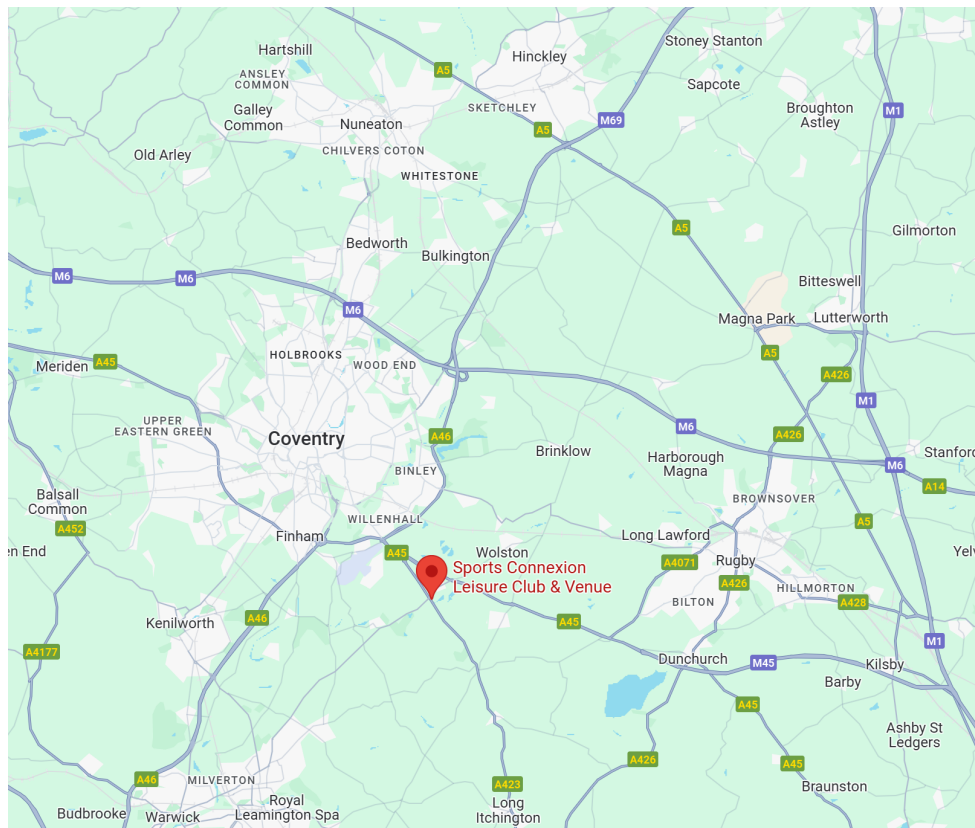 Stoney Stanton
Hartshill
Hinckley
A5
ANSLEY
COMMON
Sapcote
SKETCHLEY
Galley
Common
Broughton
Astley
M1
Nuneaton
M69
A5
CHILVERS COTON
Old Arley
WHITESTONE
A5
Gilmorton
Bedworth
Bulkington
M6
M6
Bitteswell
M6
Magna Park
Lutterworth
HOLBROOKS
A5
Meriden
A45
WOOD END
A426
M1
UPPER
EASTERN GREEN
Coventry
A46
M6
A426
Brinklow
Harborough
Magna
M6
Stanford
BINLEY
A14
Balsall
Common
BROWNSOVER
A452
WILLENHALL
A5
Finham
Long Lawford
en End
A45
Wolston
Yelv
Sports Connexion
Leisure Club & Venue
A4071
Rugby
A426
HILLMORTON
BILTON
A428
A46
Kenilworth
A45
M1
A4177
Dunchurch
M45
Kilsby
Barby
A45
Ashby St
Ledgers
A426
A45
A46
MILVERTON
A423
Braunston
Budbrooke
Warwick
Royal
Leamington Spa
Long
Itchington